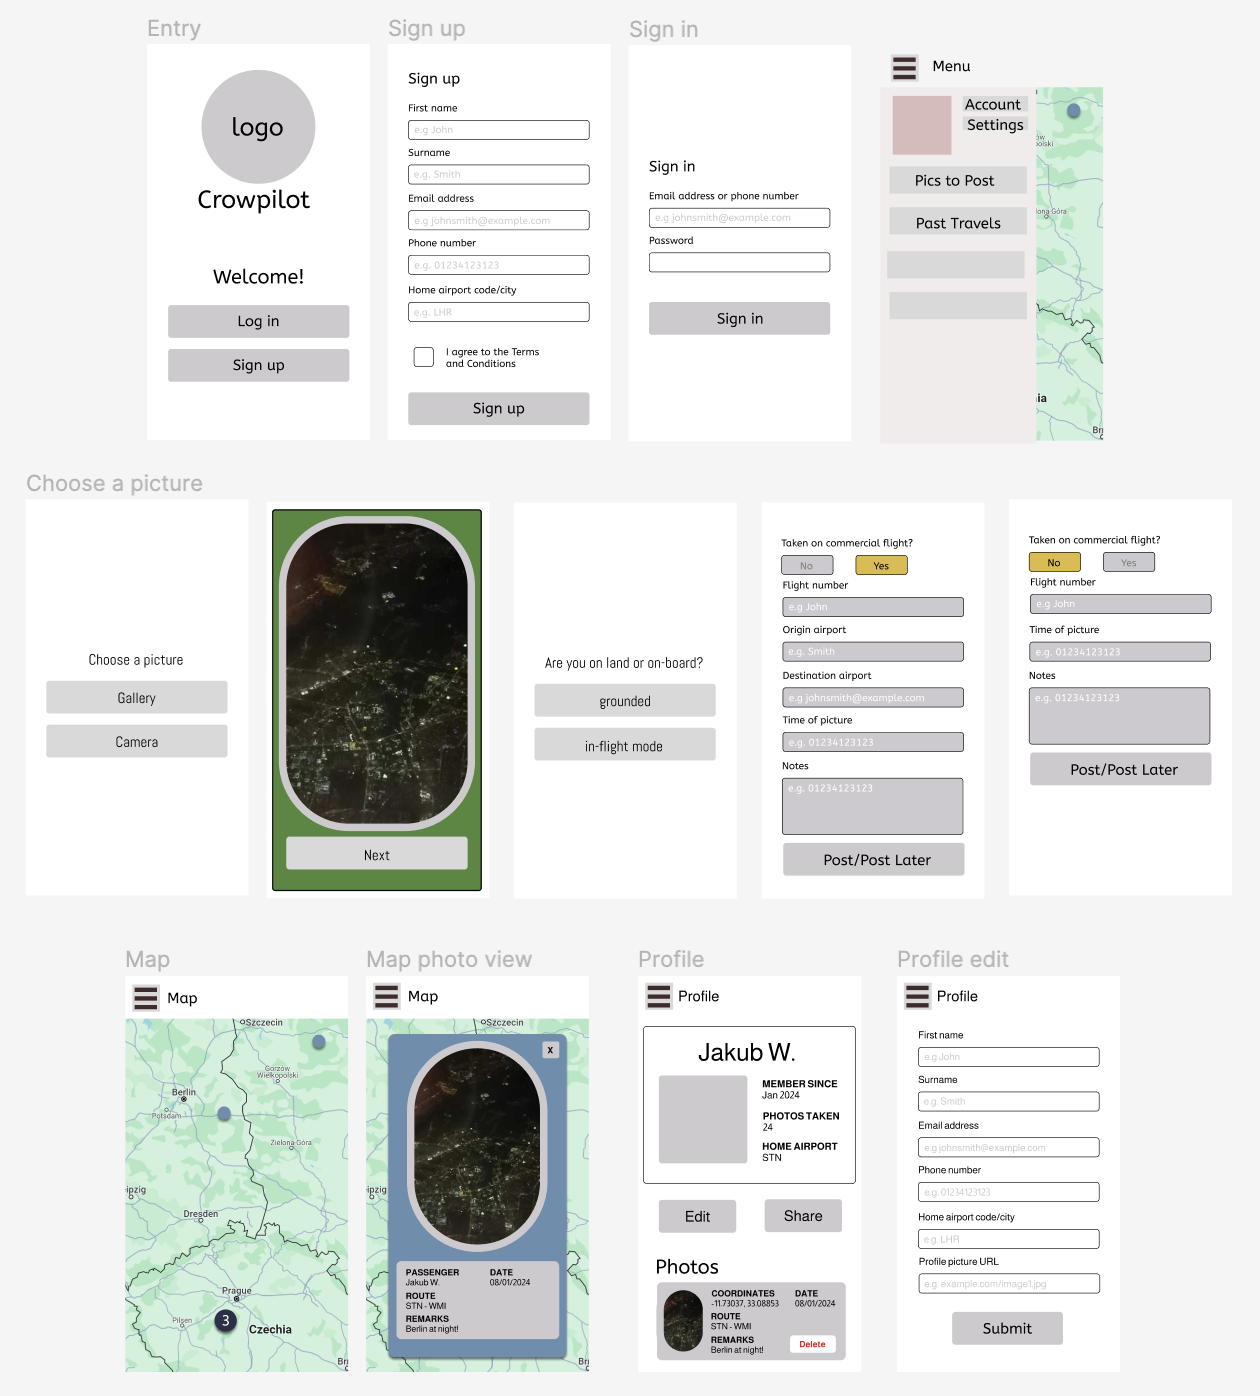 Entry
logo
Crowpilot
Welcome!
Log in
Sign up
Sign up
Sign up
First name
e.g John
Surname
e.g. Smith
Email address
e.g johnsmith@example.com
Phone number
e.g. 01234123123
Home airport code/city
e.g. LHR
I agree to the Terms
and Conditions
Sign up
Sign in
Sign in
Email address or phone number
e.g johnsmith@example.com
Password
Sign in
Menu
Account
Settings
Pics to Post
Past Travels
ów
polski
lona Góra
ia
Br
Choose a picture
Choose a picture
Gallery
Camera
Next
Are you on land or on-board?
grounded
in-flight mode
Taken on commercial flight?
No
Yes
Flight number
e.g John
Origin airport
e.g. Smith
Destination airport
e.g johnsmith@example.com
Time of picture
e.g. 01234123123
Notes
e.g. 01234123123
Post/Post Later
Taken on commercial flight?
No
Yes
Flight number
e.g John
Time of picture
e.g. 01234123123
Notes
e.g. 01234123123
Post/Post Later
Map
Map
Szczecin
Gorzów
Wielkopolski
Berlin
Potsdam
Zielona Góra
eipzig
Dresden
Prague
Pilsen
3
Czechia
Br
Map photo view
Map
Szczecin
X
eipzig
PASSENGER
Jakub W.
DATE
08/01/2024
ROUTE
STN - WMI
REMARKS
Berlin at night!
Br
Profile
Profile
Jakub W.
MEMBER SINCE
Jan 2024
PHOTOS TAKEN
24
HOME AIRPORT
STN
Edit
Share
Photos
COORDINATES
-11.73037, 33.08853
DATE
08/01/2024
ROUTE
STN - WMI
REMARKS
Berlin at night!
Delete
Profile edit
Profile
First name
e.g John
Surname
e.g. Smith
Email address
e.g johnsmith@example.com
Phone number
e.g. 01234123123
Home airport code/city
e.g. LHR
Profile picture URL
e.g. example.com/image1.jpg
Submit